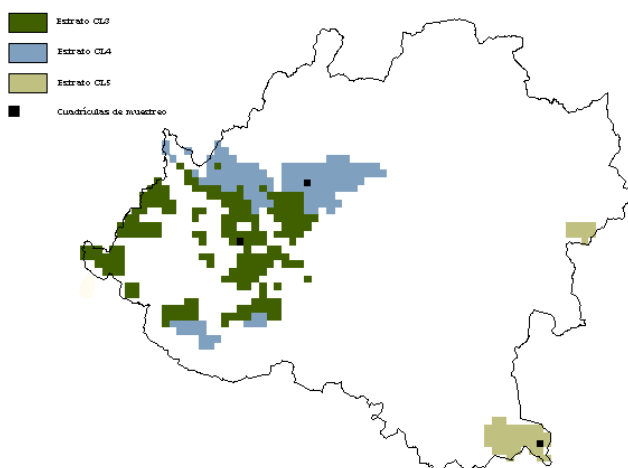 Estrato CL3
Estrato CL4
Estrato CL5
Cuadrículas de muestreo